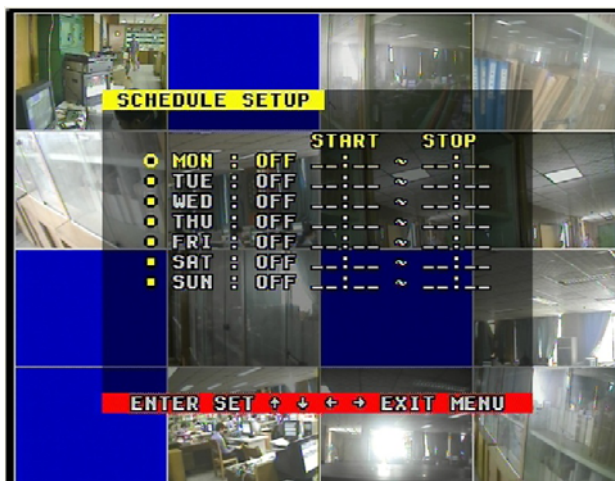 SCHEDULE SETUP
START STOP
MON : OFF __:__ ~ __:__
TUE : OFF __:__ ~ __:__
WED : OFF __:__ ~ __:__
THU : OFF __:__ ~ __:__
FRI : OFF __:__ ~ __:__
SAT : OFF __:__ ~ __:__
SUN : OFF __:__ ~ __:__
ENTER SET ↑ ↓ ← → EXIT MENU